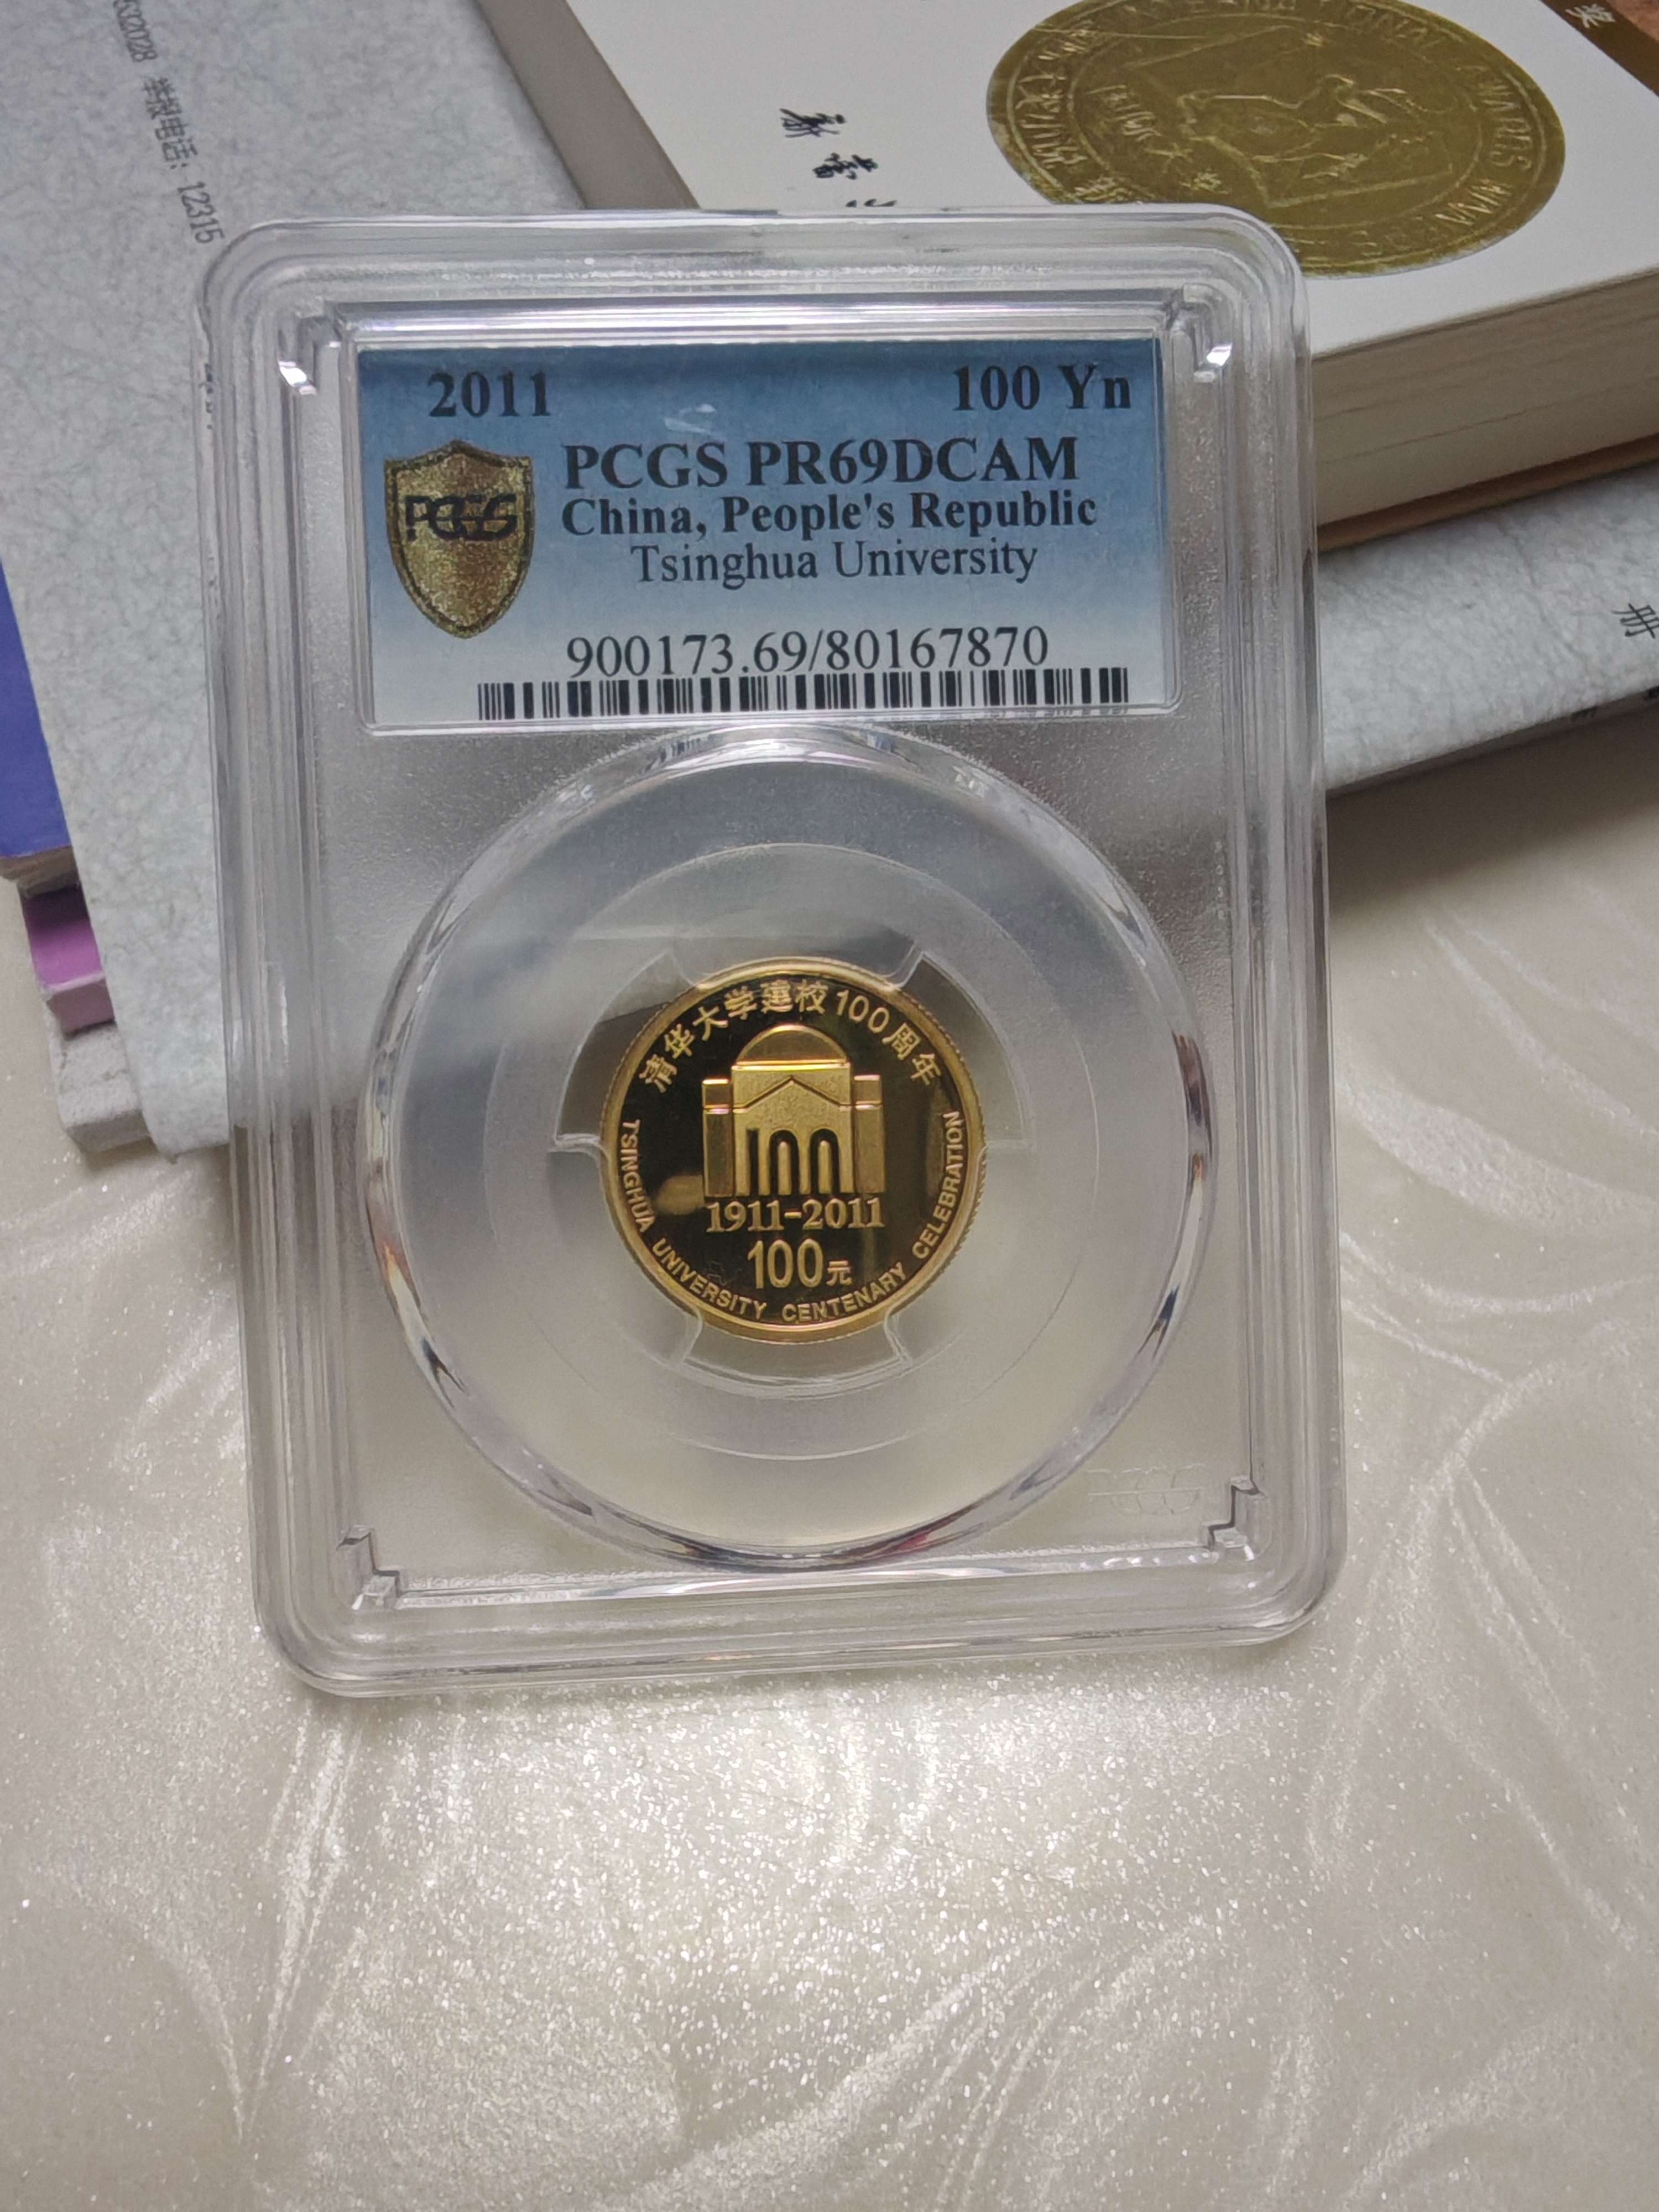 举报电话: 12315
2011 100 Yn
PCGS PR69DCAM
China, People's Republic
Tsinghua University
PCGS
900173.69/80167870
清华大学建校100周年
1911-2011
100元
TSINGHUA UNIVERSITY CENTENARY CELEBRATION